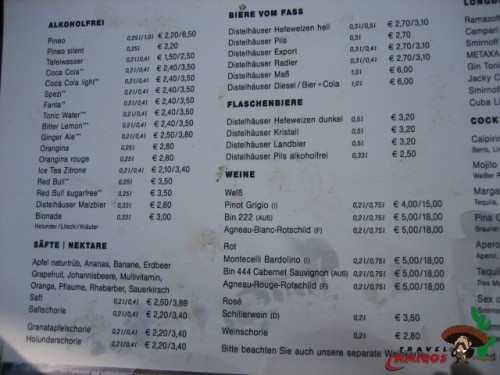 ALKOHOLFREI
Pineo 0,25l/1,0l € 2,20/6,50
Pineo silent 0,25l € 2,20
Tafelwasser 0,2l/0,4l € 1,50/2,50
Coca Cola 0,2l/0,4l € 2,40/3,50
Coca Cola light 0,2l/0,4l € 2,40/3,50
Spezi 0,2l/0,4l € 2,40/3,50
Fanta 0,2l/0,4l € 2,40/3,50
Tonic Water 0,2l/0,4l € 2,40/3,50
Bitter Lemon 0,2l/0,4l € 2,40/3,50
Ginger Ale 0,2l/0,4l € 2,50/3,80
Orangina 0,25l € 2,80
Orangina rouge 0,25l € 2,80
Ice Tea Zitrone 0,2l/0,4l € 2,10/3,40
Red Bull 0,25l € 3,50
Red Bull sugarfree 0,25l € 3,50
Distelhäuser Malzbier 0,33l € 2,80
Bionade 0,33l € 3,00
Holunder/Litschi/Kräuter
SÄFTE | NEKTARE
Apfel naturtrüb, Ananas, Banane, Erdbeer
Grapefruit, Johannisbeere, Multivitamin,
Orange, Pflaume, Rhabarber, Sauerkirsch
Saft 0,2l/0,4l € 2,50/3,80
Saftschorle 0,2l/0,4l € 2,20/3,40
Granatapfelschorle 0,2l/0,4l € 2,20/3,40
Holunderschorle 0,2l/0,4l € 2,20/3,40
BIERE VOM FASS
Distelhäuser Hefeweizen hell 0,3l/0,5l € 2,70/3,10
Distelhäuser Pils 0,3l € 2,70
Distelhäuser Export 0,3l/0,4l € 2,70/3,10
Distelhäuser Radler 0,3l/0,4l € 2,70/3,10
Distelhäuser Maß 1,0l € 6,00
Distelhäuser Diesel / Bier + Cola 1,0l € 6,00
FLASCHENBIERE
Distelhäuser Hefeweizen dunkel 0,5l € 3,20
Distelhäuser Kristall 0,5l € 3,20
Distelhäuser Landbier 0,5l € 3,20
Distelhäuser Pils alkoholfrei 0,33l € 2,50
WEINE
Weiß
Pinot Grigio (I) 0,2l/0,75l € 4,00/15,00
Bin 222 (AUS) 0,2l/0,75l € 5,00/18,00
Agneau-Blanc-Rotschild (F) 0,2l/0,75l € 5,00/18,00
Rot
Montecelli Bardolino (I) 0,2l/0,75l € 5,00/18,00
Bin 444 Cabernet Sauvignon (AUS) 0,2l/0,75l € 5,00/18,00
Agneau-Rouge-Rotschild (F) 0,2l/0,75l € 5,00/18,00
Rosé
Schillerwein (D) 0,2l € 3,50
Weinschorle 0,2l € 2,80
Bitte beachten Sie auch unsere separate
LONGD
Ramazo
Campari
Smirnof
METAXA
Gin Toni
Jacky C
Smirnoff
Cuba Li
COCK
Caipirin
Mojito
Marga
Tequila,
Pina
Aperol
Aperol,
Tequi
Tres M
Sex o
Smirn
TRAVEL
AMIGOS